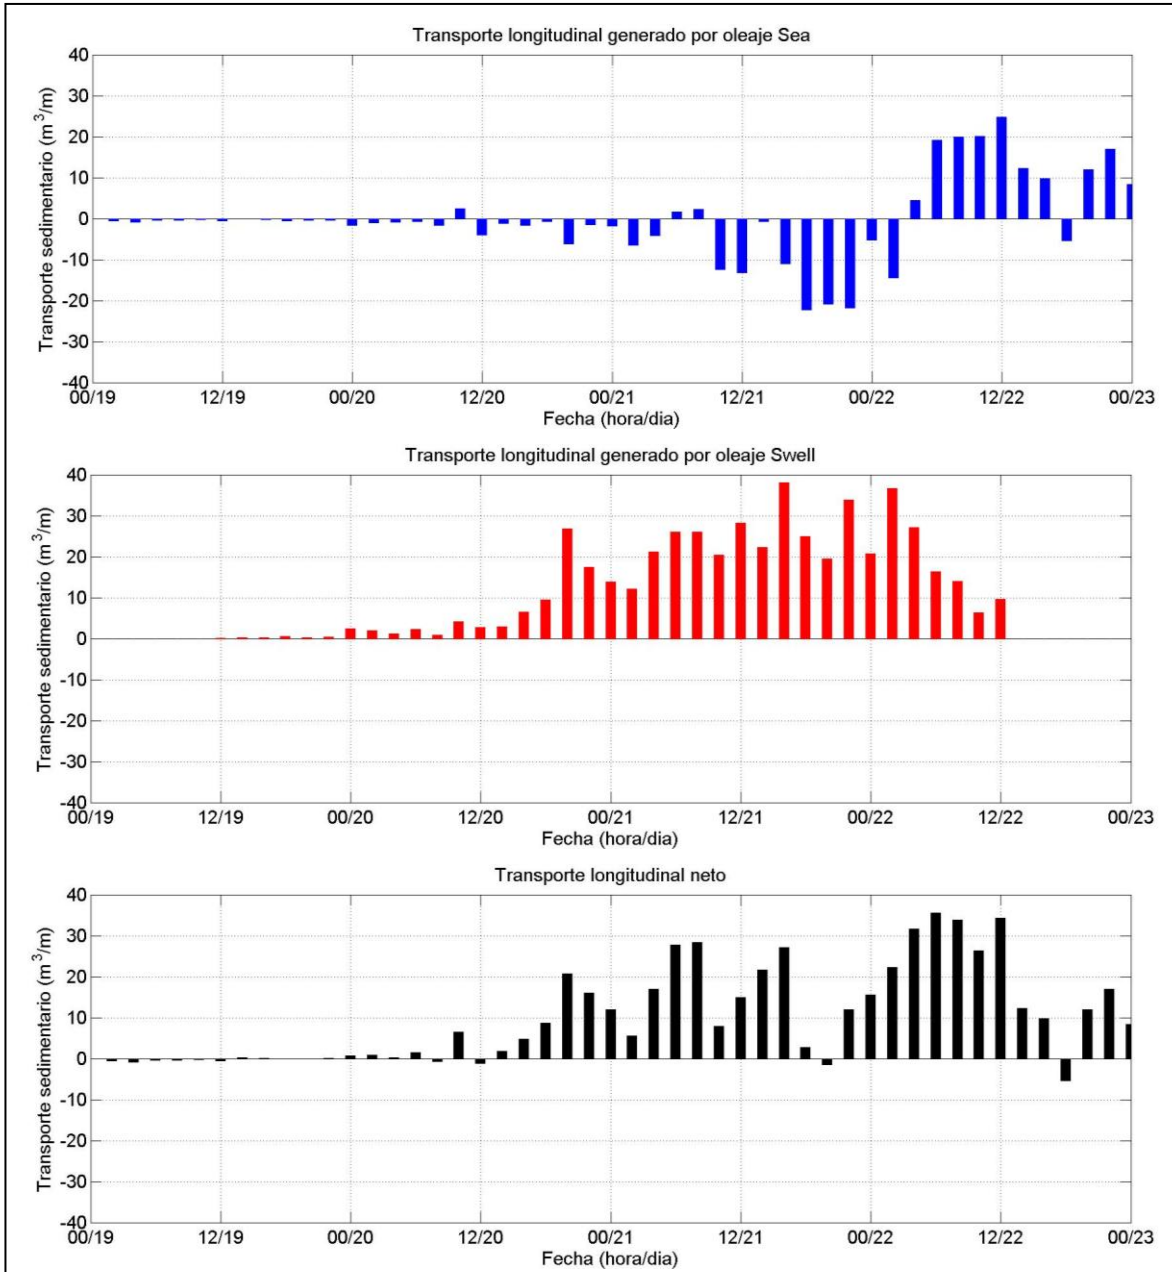 Transporte longitudinal generado por oleaje Sea
Transporte sedimentario (m³/m)
40
30
20
10
0
-10
-20
-30
-40
00/19 12/19 00/20 12/20 00/21 12/21 00/22 12/22 00/23
Fecha (hora/dia)
Transporte longitudinal generado por oleaje Swell
Transporte sedimentario (m³/m)
40
30
20
10
0
-10
-20
-30
-40
00/19 12/19 00/20 12/20 00/21 12/21 00/22 12/22 00/23
Fecha (hora/dia)
Transporte longitudinal neto
Transporte sedimentario (m³/m)
40
30
20
10
0
-10
-20
-30
-40
00/19 12/19 00/20 12/20 00/21 12/21 00/22 12/22 00/23
Fecha (hora/dia)